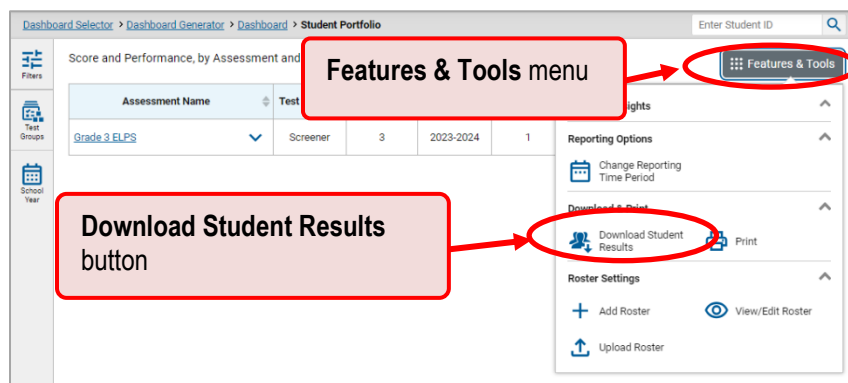 Dashboard Selector > Dashboard Generator > Dashboard > Student Portfolio
Enter Student ID
Filters
Score and Performance, by Assessment and
Features & Tools menu
Features & Tools
Assessment Name
Test
Test Groups
Grade 3 ELPS
Screener
3
2023-2024
1
Reporting Options
Change Reporting
Time Period
School
Year
Download Student Results
button
Download & Print
Download Student
Results
Print
Roster Settings
Add Roster
View/Edit Roster
Upload Roster